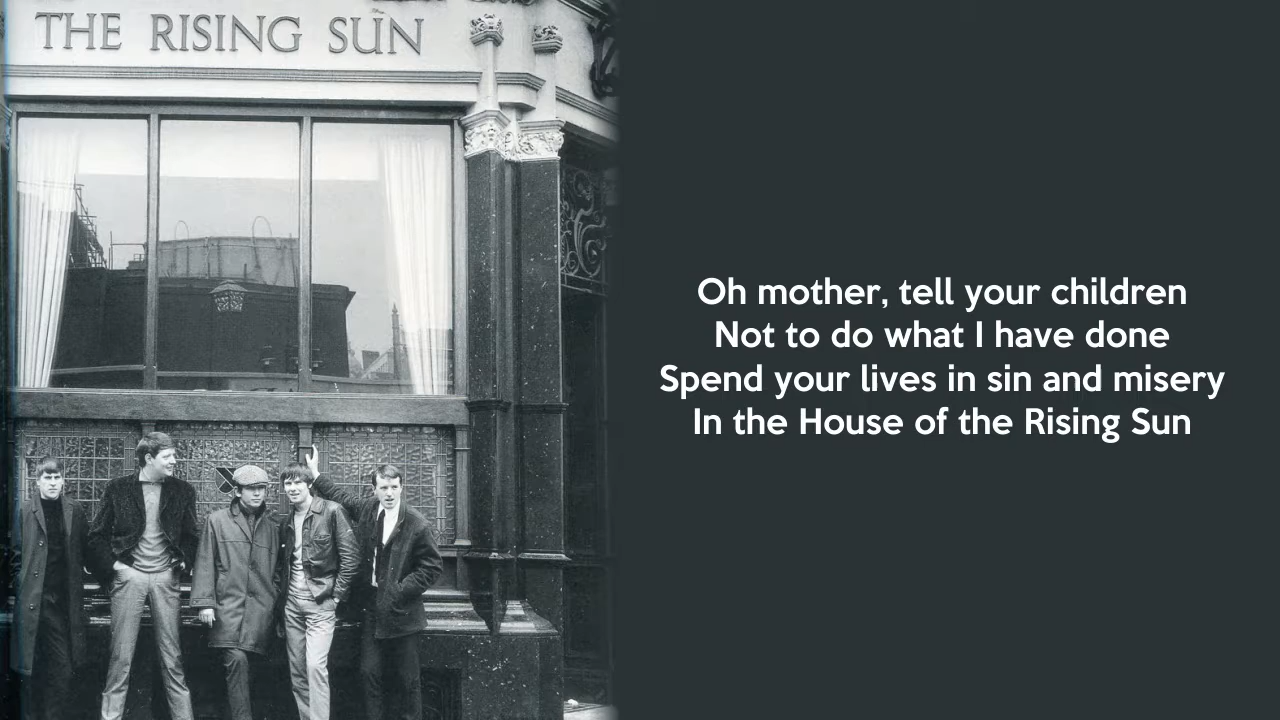 THE RISING SUN
Oh mother, tell your children
Not to do what I have done
Spend your lives in sin and misery
In the House of the Rising Sun